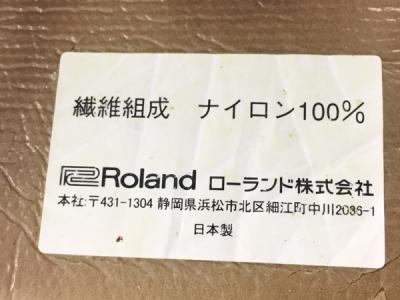 繊維組成　ナイロン100%
Roland ローランド株式会社
本社:〒431-1304 静岡県浜松市北区細江町中川2036-1
日本製